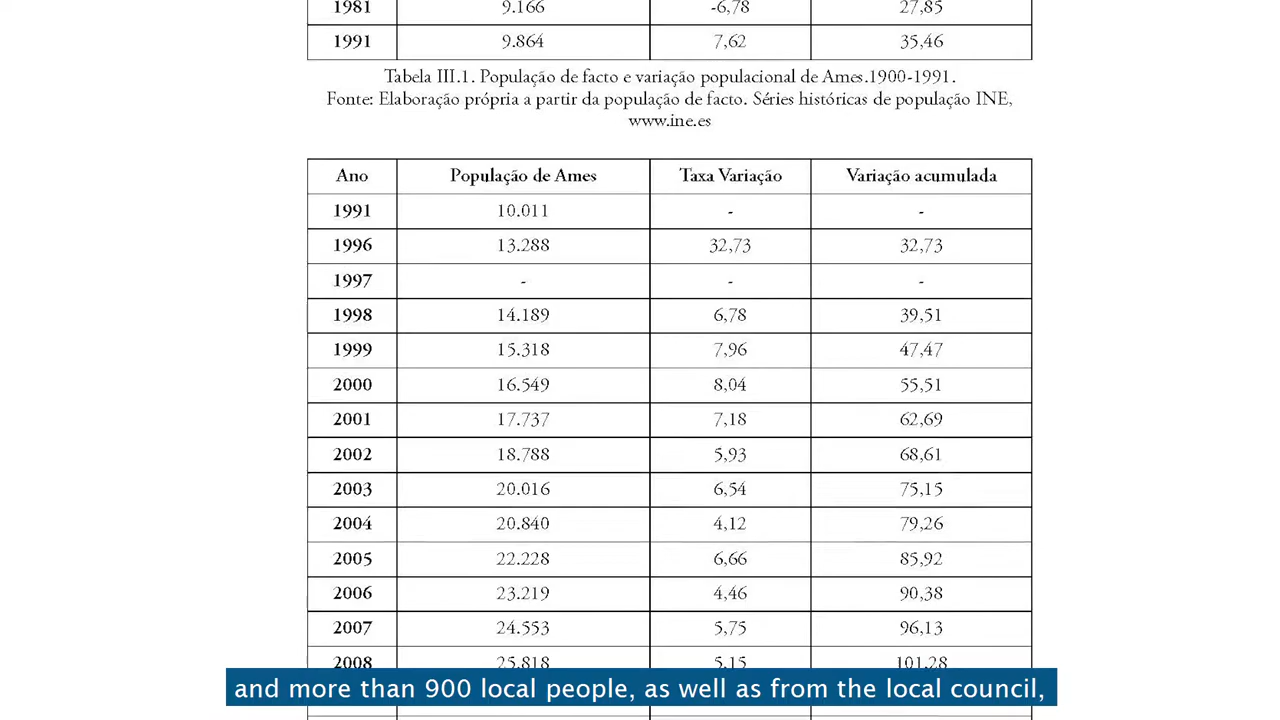 1981 9.166 -6,78 27,85
1991 9.864 7,62 35,46
Tabela III.1. População de facto e variação populacional de Ames.1900-1991.
Fonte: Elaboração própria a partir da população de facto. Séries históricas de população INE,
www.ine.es
Ano População de Ames Taxa Variação Variação acumulada
1991 10.011 - -
1996 13.288 32,73 32,73
1997 - - -
1998 14.189 6,78 39,51
1999 15.318 7,96 47,47
2000 16.549 8,04 55,51
2001 17.737 7,18 62,69
2002 18.788 5,93 68,61
2003 20.016 6,54 75,15
2004 20.840 4,12 79,26
2005 22.228 6,66 85,92
2006 23.219 4,46 90,38
2007 24.553 5,75 96,13
2008 25.818 5,15 101,28
and more than 900 local people, as well as from the local council,